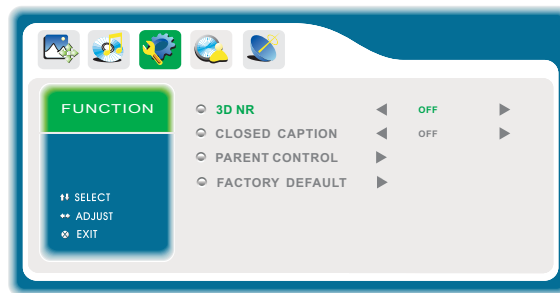 FUNCTION
3D NR OFF
CLOSED CAPTION OFF
PARENT CONTROL
FACTORY DEFAULT
SELECT
ADJUST
EXIT